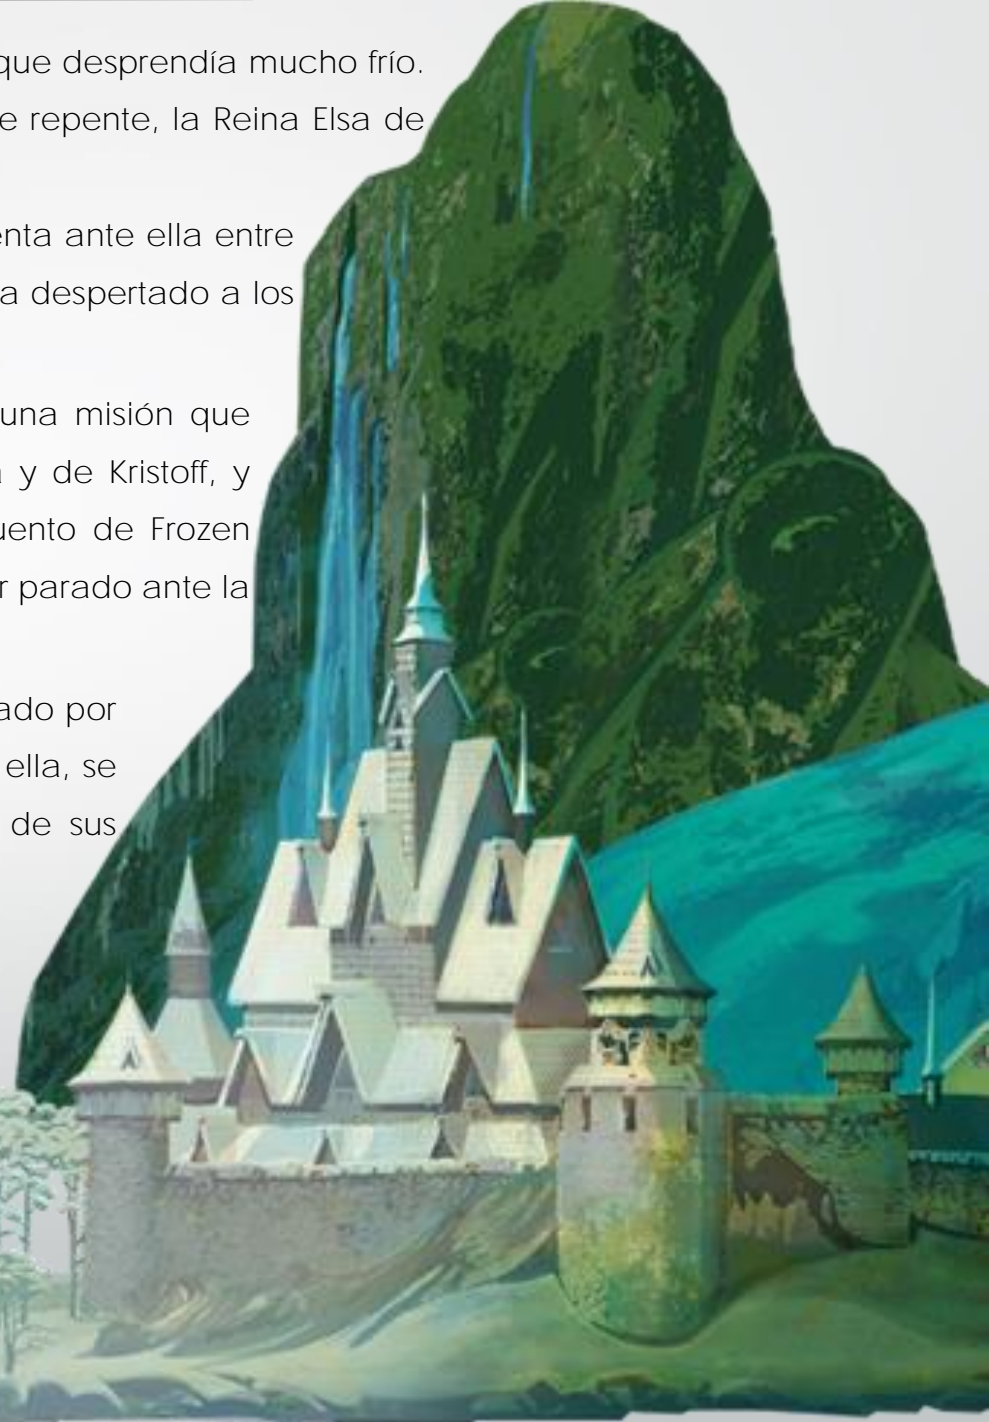 que desprendía mucho frío.
e repente, la Reina Elsa de
enta ante ella entre
a despertado a los
una misión que
a y de Kristoff, y
uento de Frozen
r parado ante la
ado por
ella, se
de sus